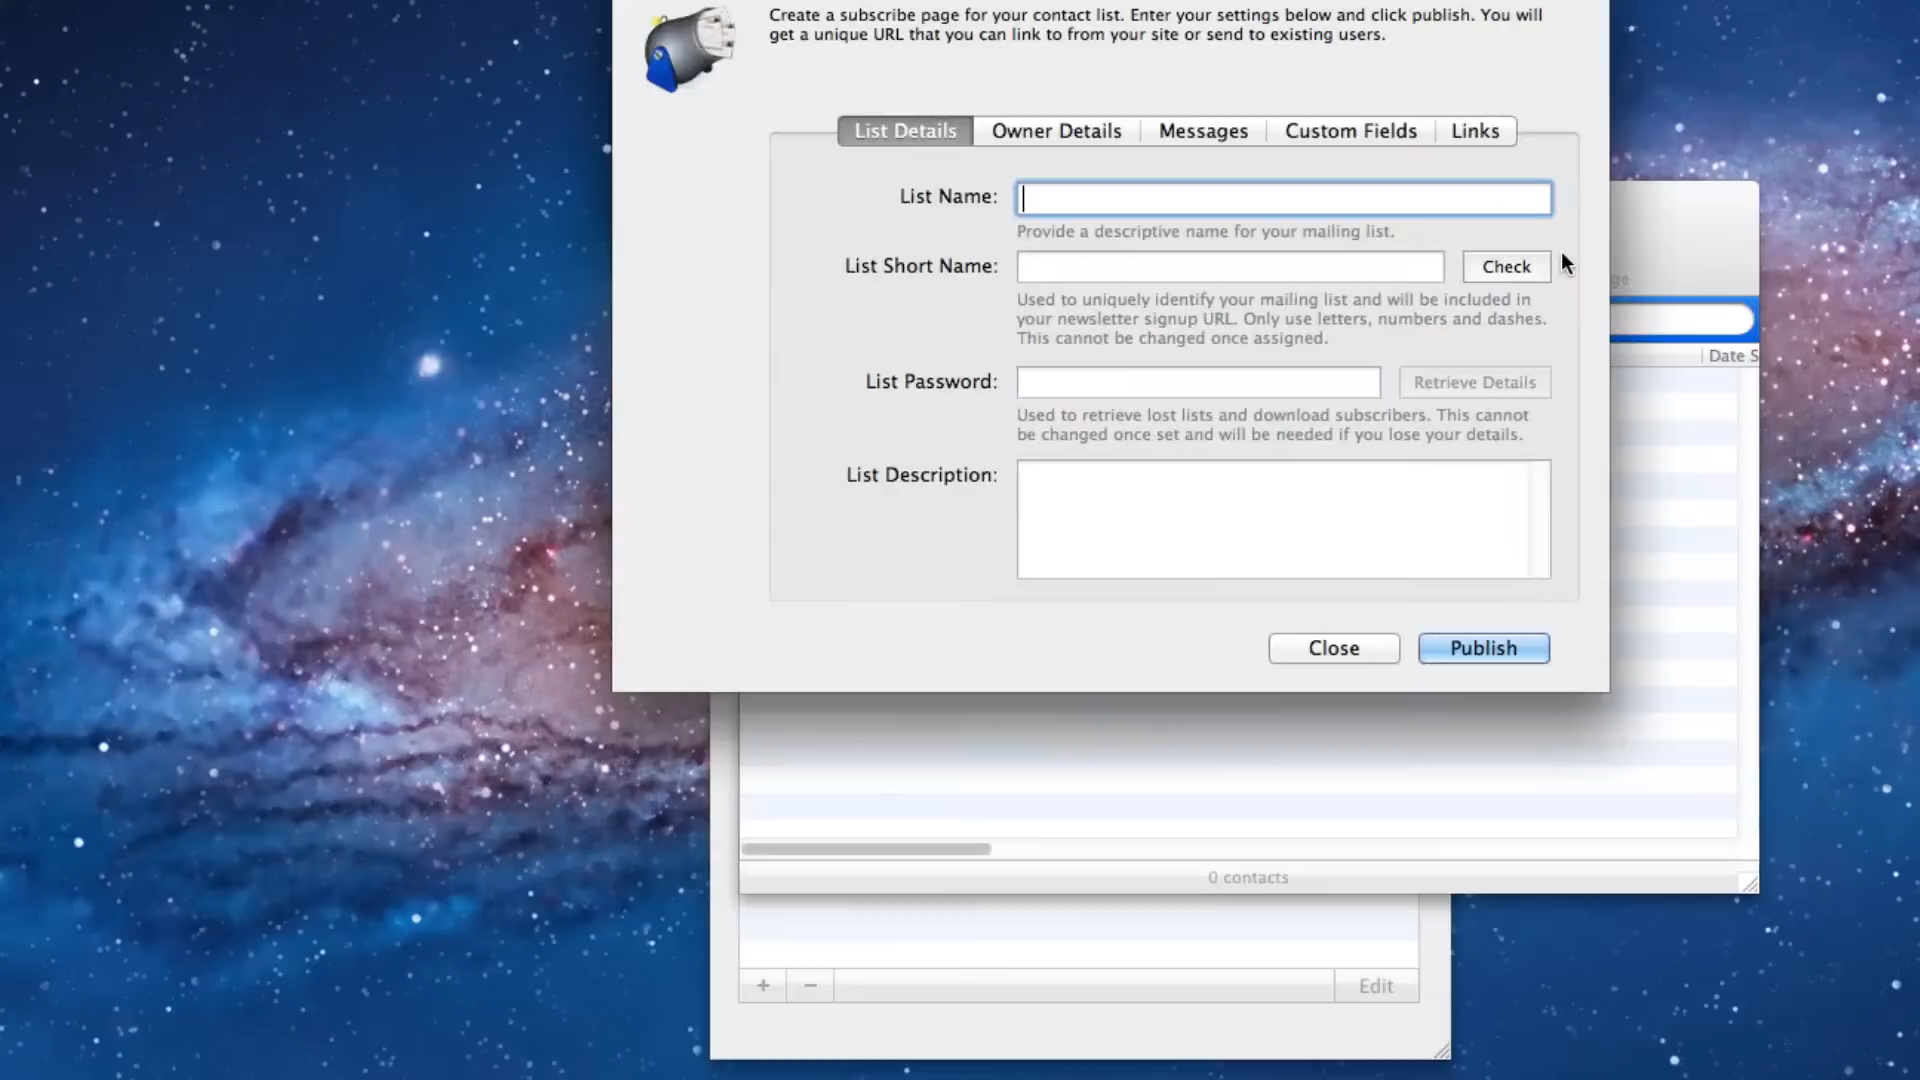 Create a subscribe page for your contact list. Enter your settings below and click publish. You will
get a unique URL that you can link to from your site or send to existing users.
List Details Owner Details Messages Custom Fields Links
List Name:
Provide a descriptive name for your mailing list.
List Short Name: Check
Used to uniquely identify your mailing list and will be included in
your newsletter signup URL. Only use letters, numbers and dashes.
This cannot be changed once assigned.
Date S
List Password: Retrieve Details
Used to retrieve lost lists and download subscribers. This cannot
be changed once set and will be needed if you lose your details.
List Description:
Close Publish
0 contacts
+ − Edit